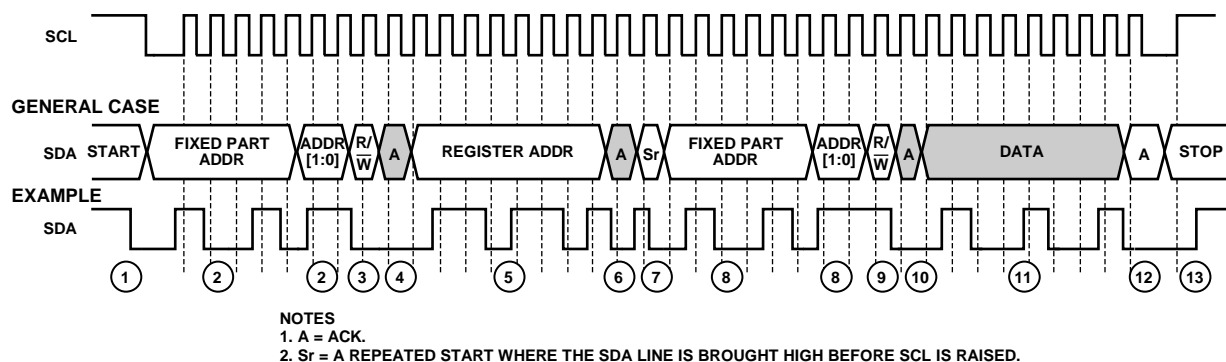 SCL
GENERAL CASE
SDA START FIXED PART ADDR ADDR [1:0] R/W A REGISTER ADDR A Sr FIXED PART ADDR ADDR [1:0] R/W A DATA A STOP
EXAMPLE
SDA
1 2 2 3 4 5 6 7 8 8 9 10 11 12 13
NOTES
1. A = ACK.
2. Sr = A REPEATED START WHERE THE SDA LINE IS BROUGHT HIGH BEFORE SCL IS RAISED.